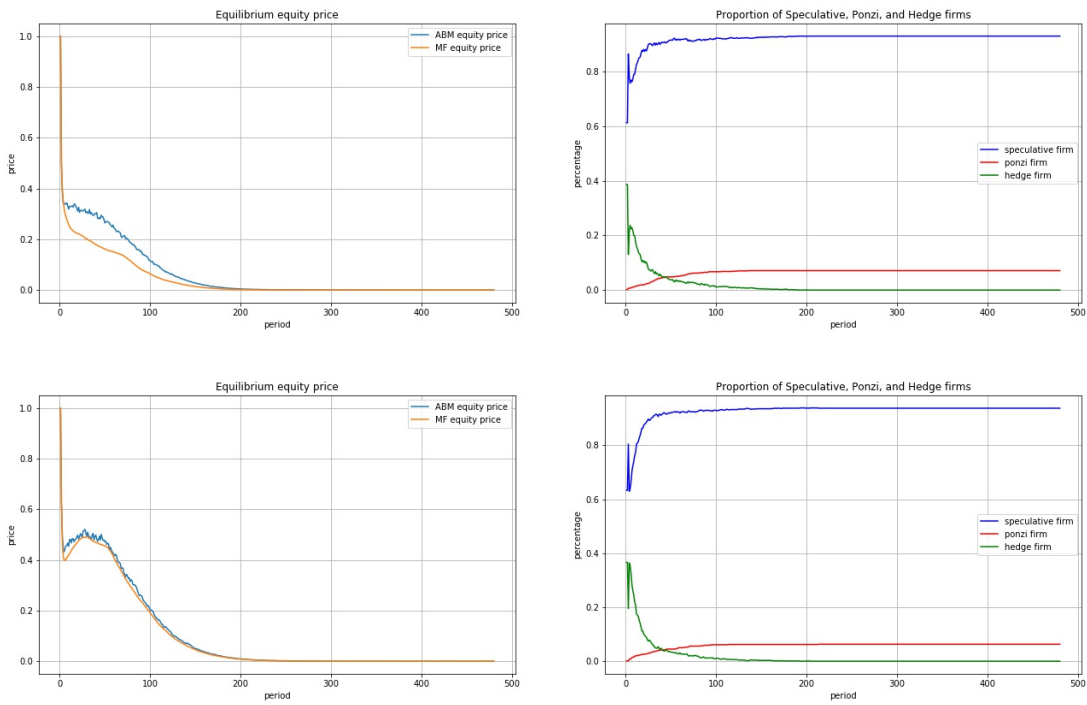 Equilibrium equity price
1.0
0.8
0.6
0.4
0.2
0.0
price
ABM equity price
MF equity price
0 100 200 300 400 500
period
Proportion of Speculative, Ponzi, and Hedge firms
0.8
0.6
0.4
0.2
0.0
percentage
speculative firm
ponzi firm
hedge firm
0 100 200 300 400 500
period
Equilibrium equity price
1.0
0.8
0.6
0.4
0.2
0.0
price
ABM equity price
MF equity price
0 100 200 300 400 500
period
Proportion of Speculative, Ponzi, and Hedge firms
0.8
0.6
0.4
0.2
0.0
percentage
speculative firm
ponzi firm
hedge firm
0 100 200 300 400 500
period